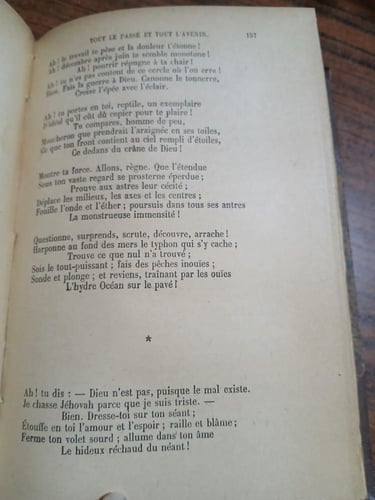 TOUT LE PASSÉ ET TOUT L'AVENIR. 157
Ah! le travail te pèse et la douleur t'étonne!
Ah! décembre après juin te semble monotone!
Ah! pourrir répugne à ta chair!
Ah! tu n'es pas content de ce cercle où l'on erre!
Bien. Fais la guerre à Dieu. Canonne le tonnerre,
Croise l'épée avec l'éclair.
Ah! tu portes en toi, reptile, un exemplaire
D'idéal qu'il eût dû copier pour te plaire!
Tu compares, homme de peu,
Moucheron que prendrait l'araignée en ses toiles,
Ce que ton front contient au ciel rempli d'étoiles,
Ce dedans du crâne de Dieu!
Montre ta force. Allons, règne. Que l'étendue
Sous ton vaste regard se prosterne éperdue;
Prouve aux astres leur cécité;
Déplace les milieux, les axes et les centres;
Fouille l'onde et l'éther; poursuis dans tous ses antres
La monstrueuse immensité!
Questionne, surprends, scrute, découvre, arrache!
Harponne au fond des mers le typhon qui s'y cache;
Trouve ce que nul n'a trouvé;
Sois le tout-puissant; fais des pêches inouïes;
Sonde et plonge; et reviens, traînant par les ouïes
L'hydre Océan sur le pavé!
*
Ah! tu dis: — Dieu n'est pas, puisque le mal existe.
Je chasse Jéhovah parce que je suis triste. —
Bien. Dresse-toi sur ton séant;
Étouffe en toi l'amour et l'espoir; raille et blâme;
Ferme ton volet sourd; allume dans ton âme
Le hideux réchaud du néant!